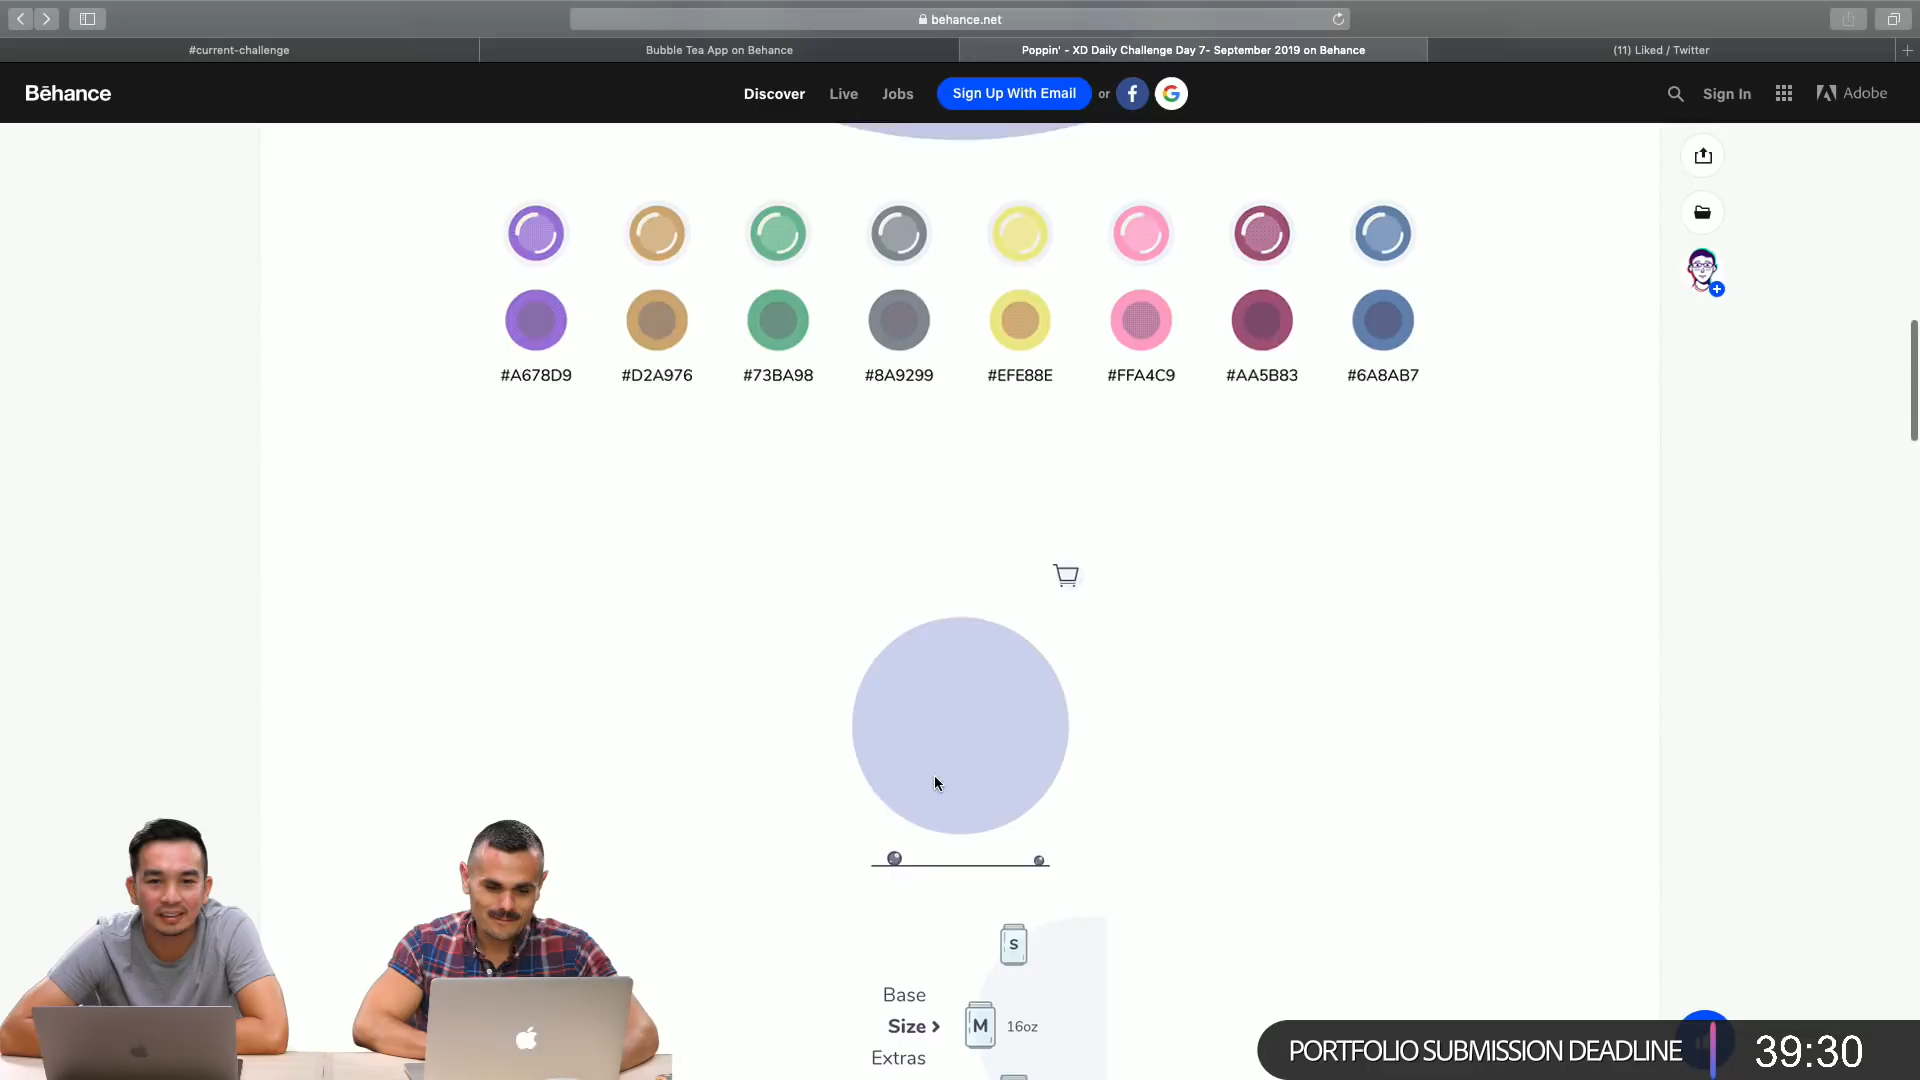 behance.net
#current-challenge
Bubble Tea App on Behance
Poppin' - XD Daily Challenge Day 7- September 2019 on Behance
(11) Liked / Twitter
Bēhance
Discover
Live
Jobs
Sign Up With Email
or
Sign In
Adobe
#A678D9
#D2A976
#73BA98
#8A9299
#EFE88E
#FFA4C9
#AA5B83
#6A8AB7
S
Base
Size
M
16oz
Extras
PORTFOLIO SUBMISSION DEADLINE
39:30